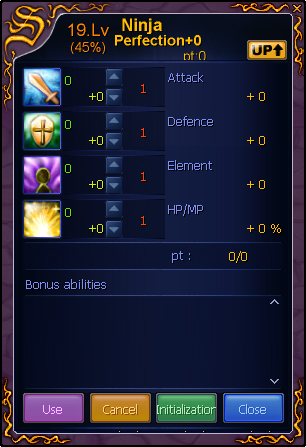 S 19.Lv Ninja
(45%) Perfection+0
pt 0
UP
0 Attack
+0 1
+ 0
0 Defence
+0 1
+ 0
0 Element
+0 1
+ 0
0 HP/MP
+0 1
+ 0 %
pt : 0/0
Bonus abilities
Use Cancel Initialization Close